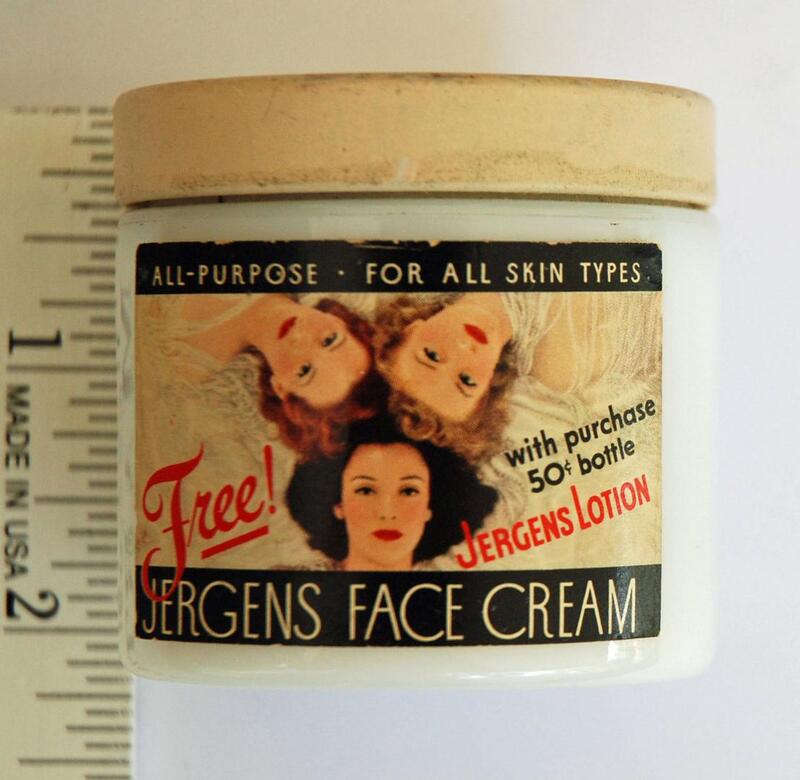 ALL-PURPOSE · FOR ALL SKIN TYPES
Free!
with purchase
50¢ bottle
JERGENS LOTION
JERGENS FACE CREAM
1
MADE IN USA
2